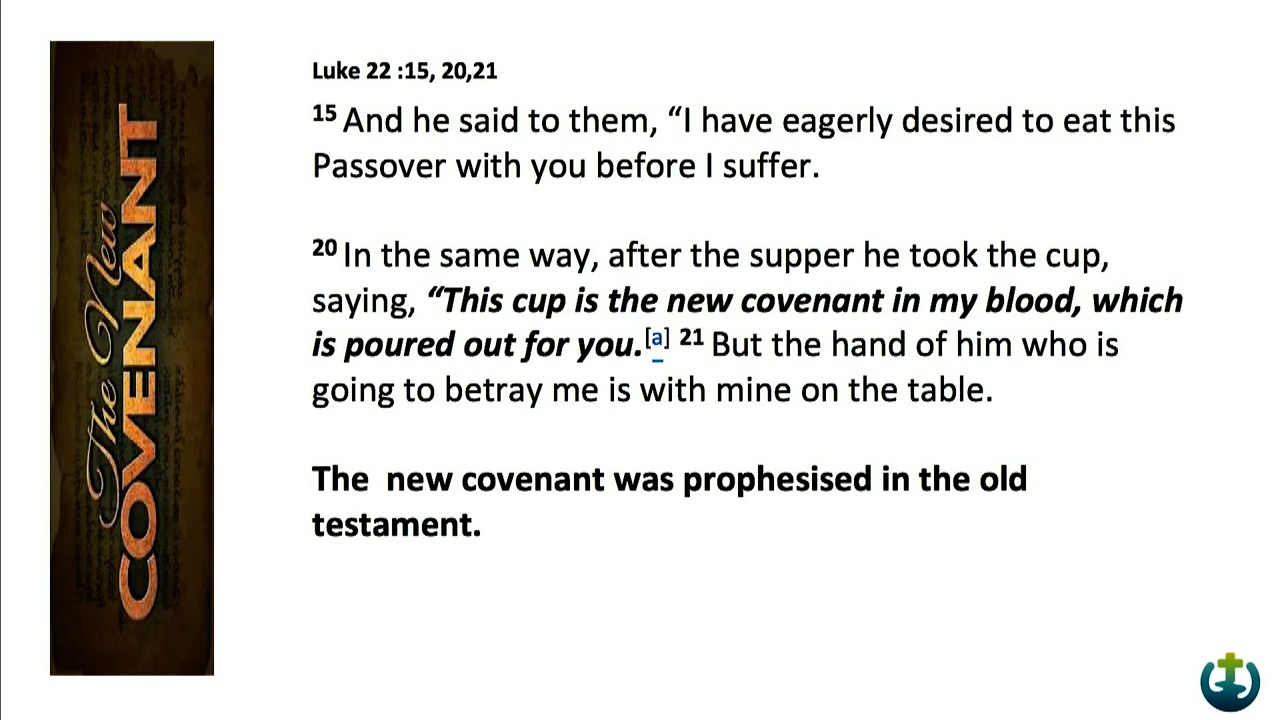 The New
COVENANT
Luke 22 :15, 20,21
15 And he said to them, “I have eagerly desired to eat this
Passover with you before I suffer.
20 In the same way, after the supper he took the cup,
saying, “This cup is the new covenant in my blood, which
is poured out for you.[a] 21 But the hand of him who is
going to betray me is with mine on the table.
The  new covenant was prophesised in the old
testament.